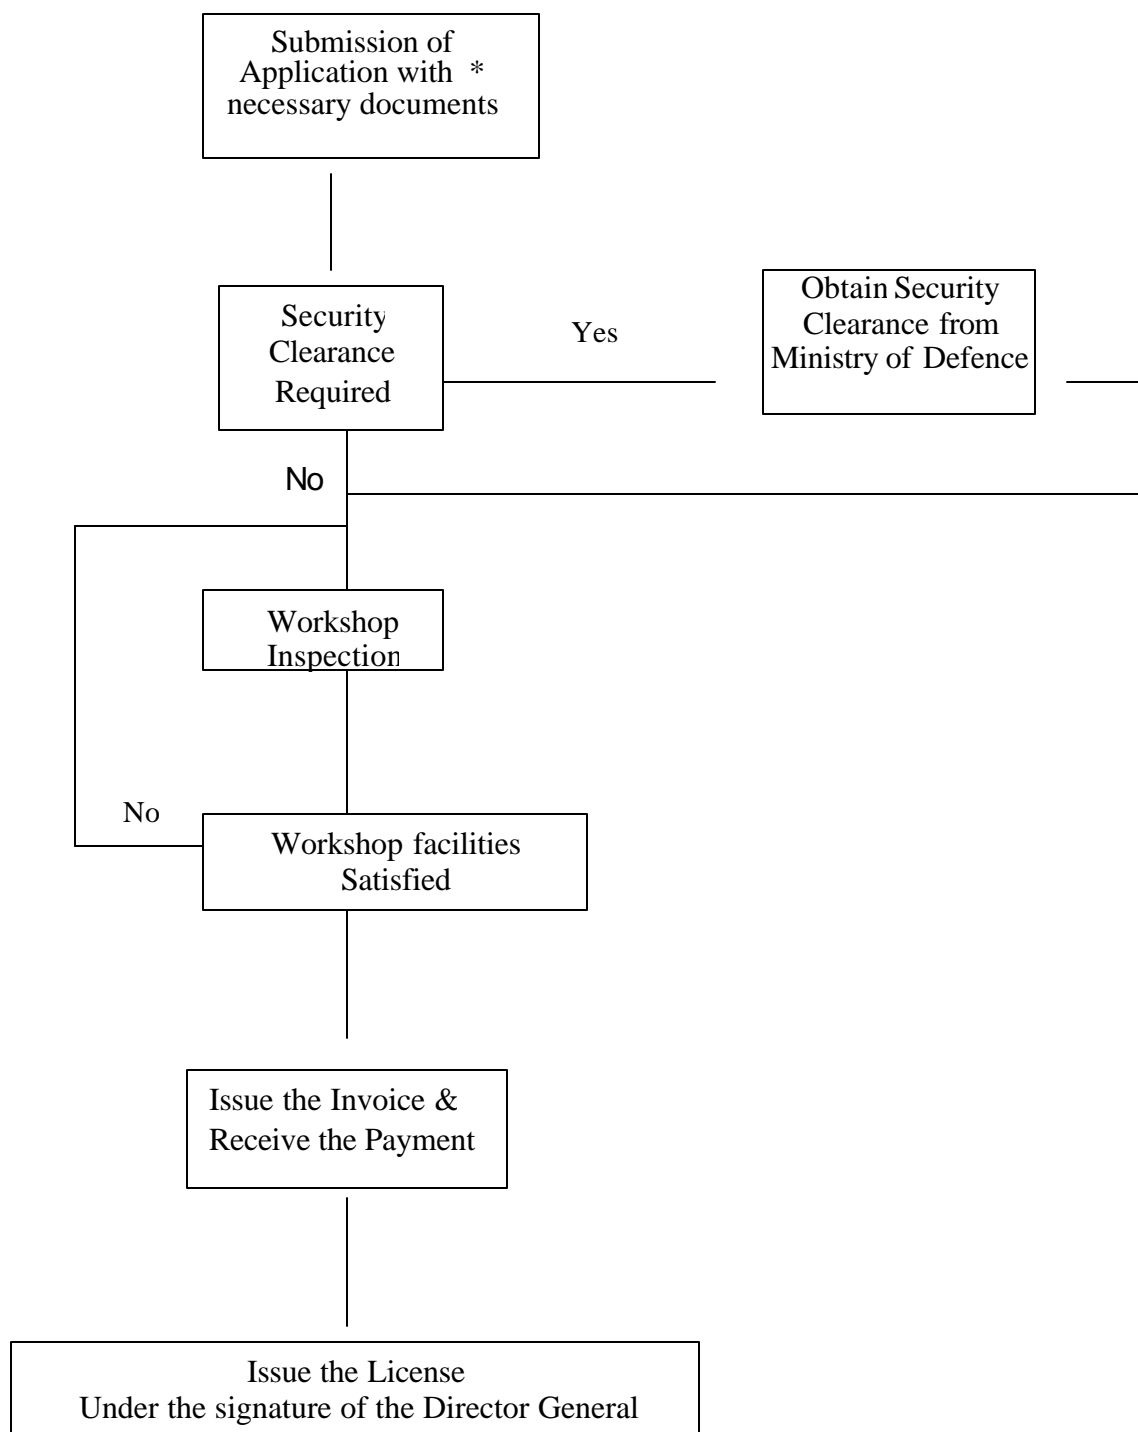 Submission of
Application with *
necessary documents
Security
Clearance
Required
Yes
Obtain Security
Clearance from
Ministry of Defence
No
Workshop
Inspection
No
Workshop facilities
Satisfied
Issue the Invoice &
Receive the Payment
Issue the License
Under the signature of the Director General